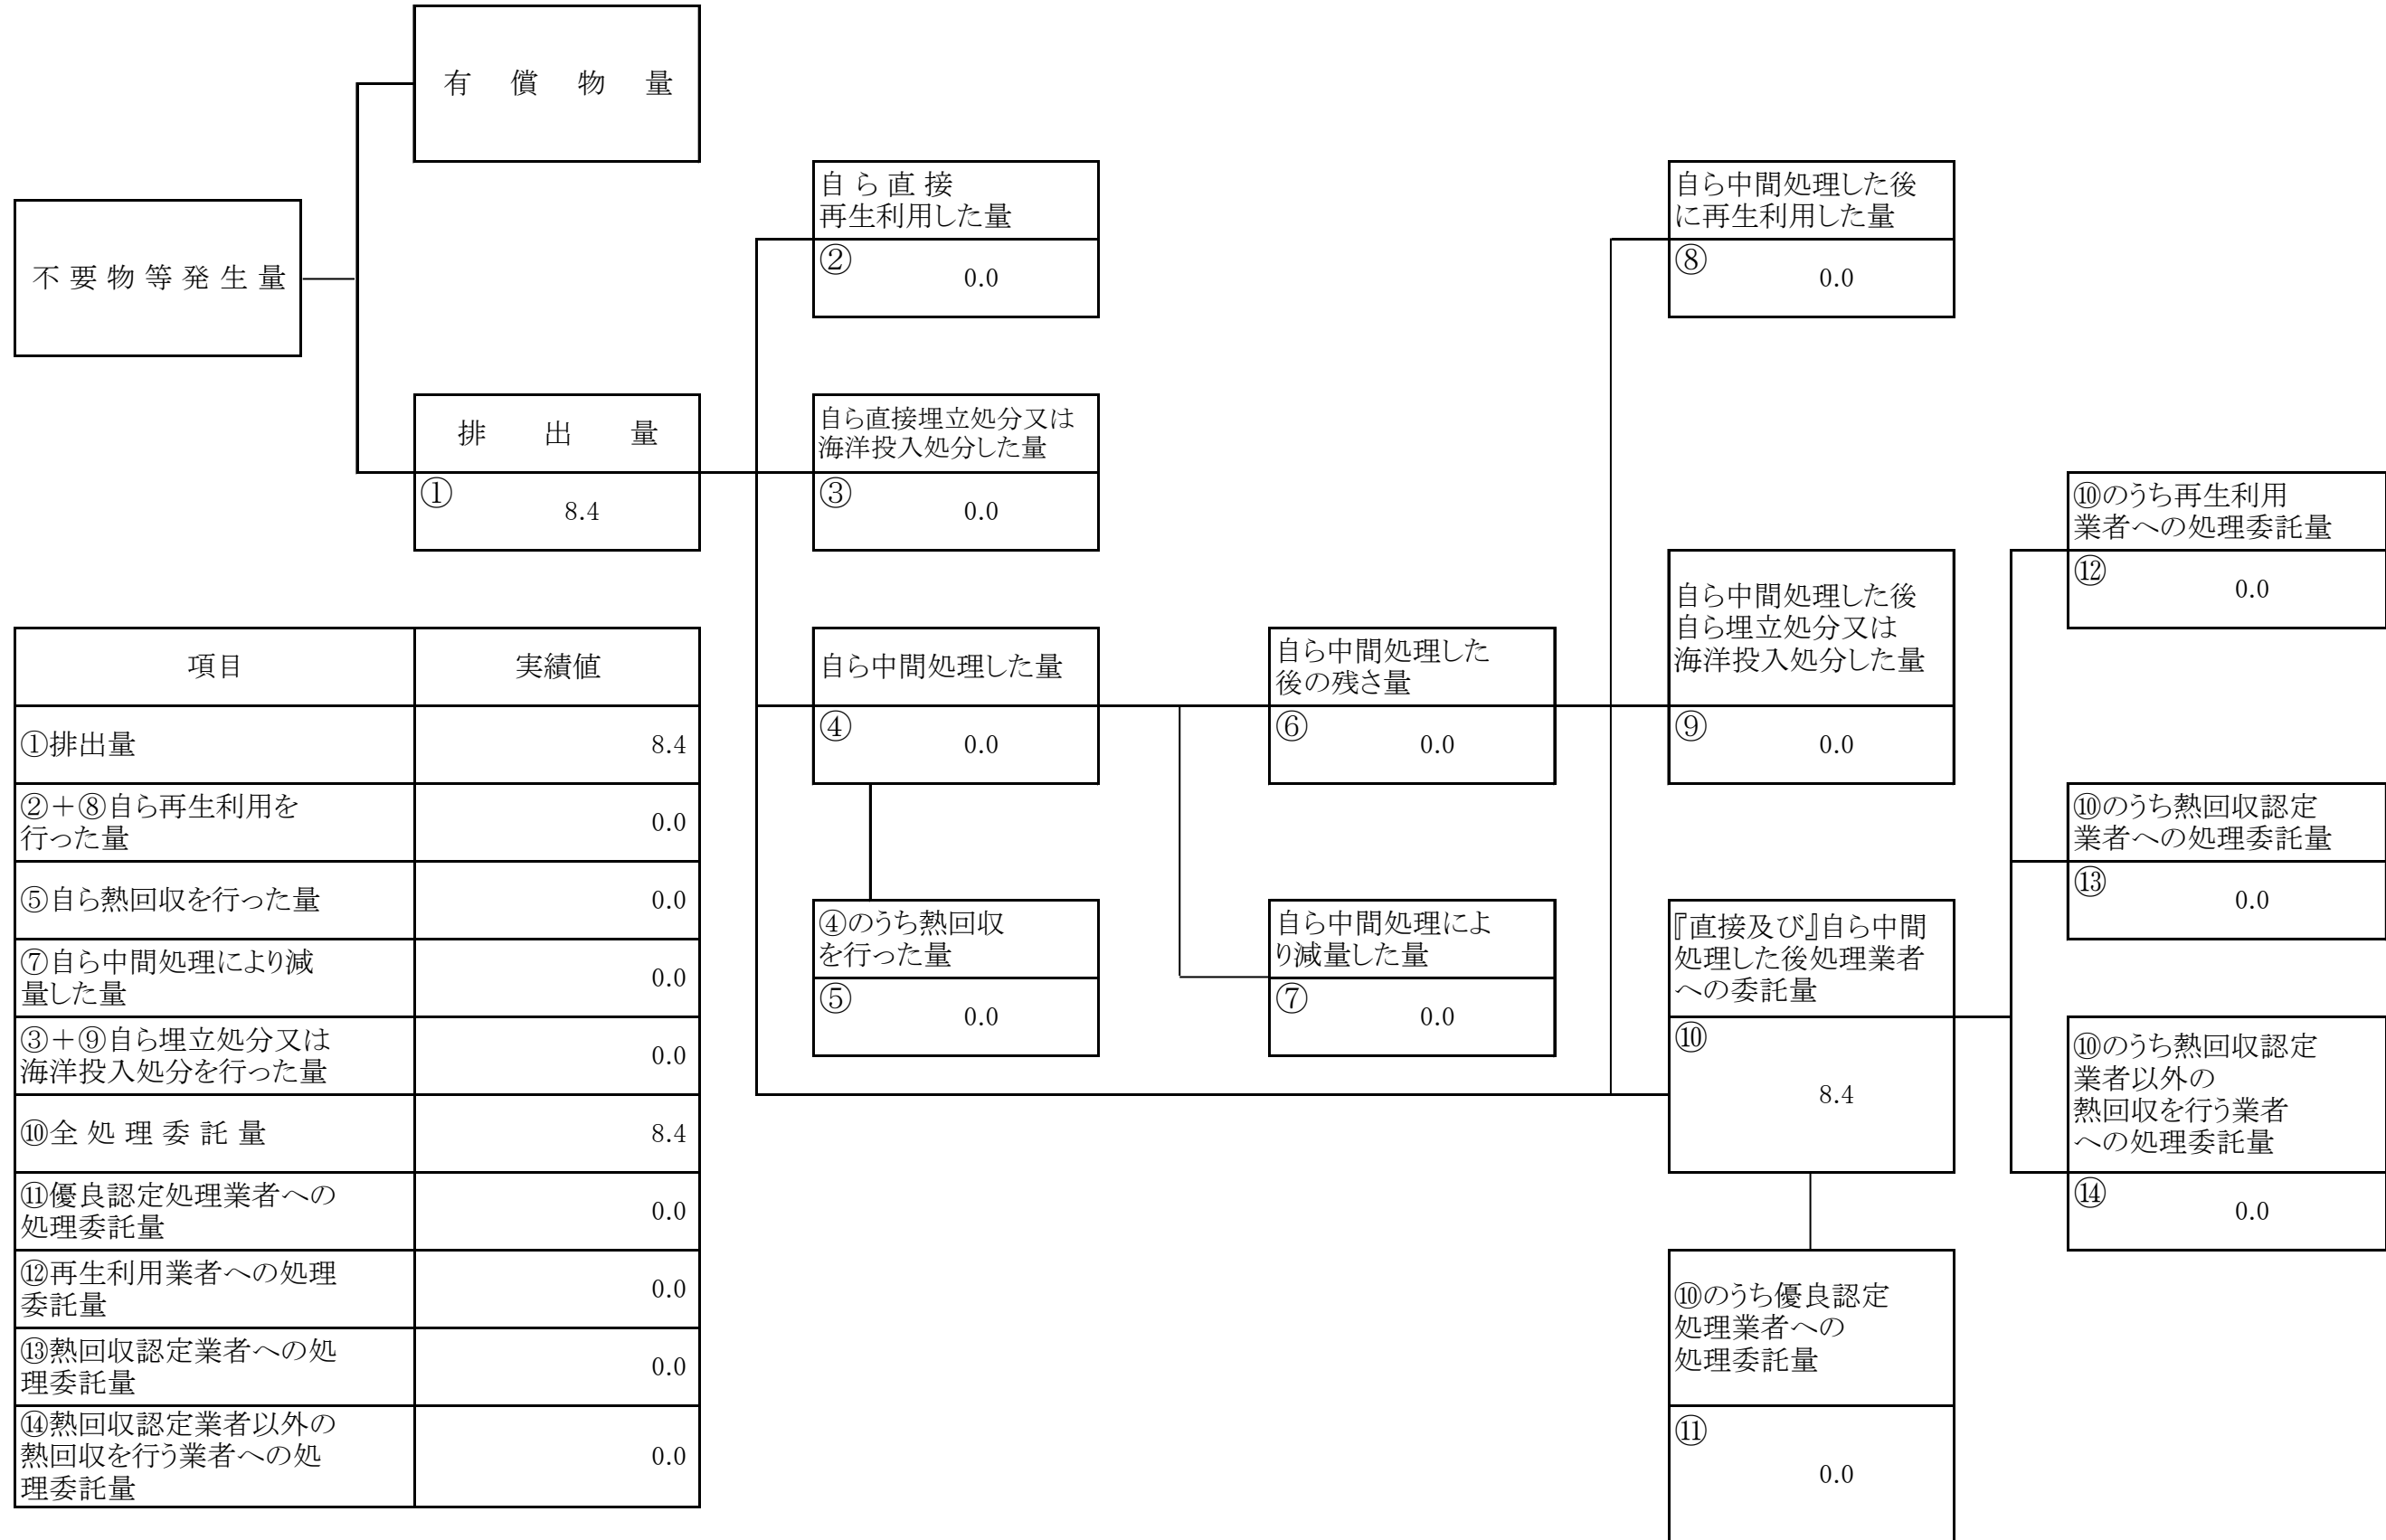 有償物量
不要物等発生量
排出量
①
8.4
自ら直接
再生利用した量
②
0.0
自ら直接埋立処分又は
海洋投入処分した量
③
0.0
自ら中間処理した量
④
0.0
④のうち熱回収
を行った量
⑤
0.0
自ら中間処理した
後の残さ量
⑥
0.0
自ら中間処理によ
り減量した量
⑦
0.0
自ら中間処理した後
に再生利用した量
⑧
0.0
自ら中間処理した後
自ら埋立処分又は
海洋投入処分した量
⑨
0.0
『直接及び』自ら中間
処理した後処理業者
への委託量
⑩
8.4
⑩のうち優良認定
処理業者への
処理委託量
⑪
0.0
⑩のうち再生利用
業者への処理委託量
⑫
0.0
⑩のうち熱回収認定
業者への処理委託量
⑬
0.0
⑩のうち熱回収認定
業者以外の
熱回収を行う業者
への処理委託量
⑭
0.0
項目 実績値
①排出量 8.4
②＋⑧自ら再生利用を
行った量 0.0
⑤自ら熱回収を行った量 0.0
⑦自ら中間処理により減
量した量 0.0
③＋⑨自ら埋立処分又は
海洋投入処分を行った量 0.0
⑩全処理委託量 8.4
⑪優良認定処理業者への
処理委託量 0.0
⑫再生利用業者への処理
委託量 0.0
⑬熱回収認定業者への処
理委託量 0.0
⑭熱回収認定業者以外の
熱回収を行う業者への処
理委託量 0.0